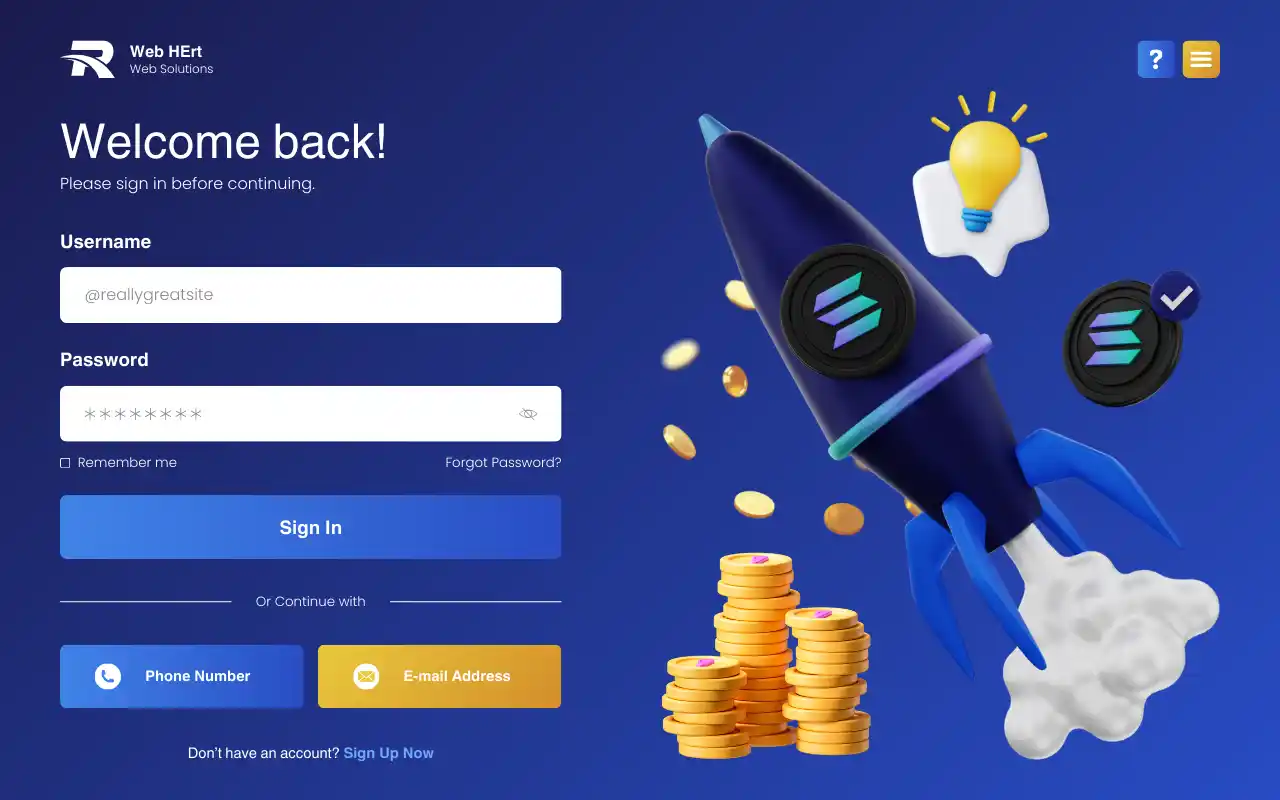 Web HErt
Web Solutions
?
Welcome back!
Please sign in before continuing.
Username
@reallygreatsite
Password
********
Remember me
Forgot Password?
Sign In
Or Continue with
Phone Number
E-mail Address
Don't have an account? Sign Up Now